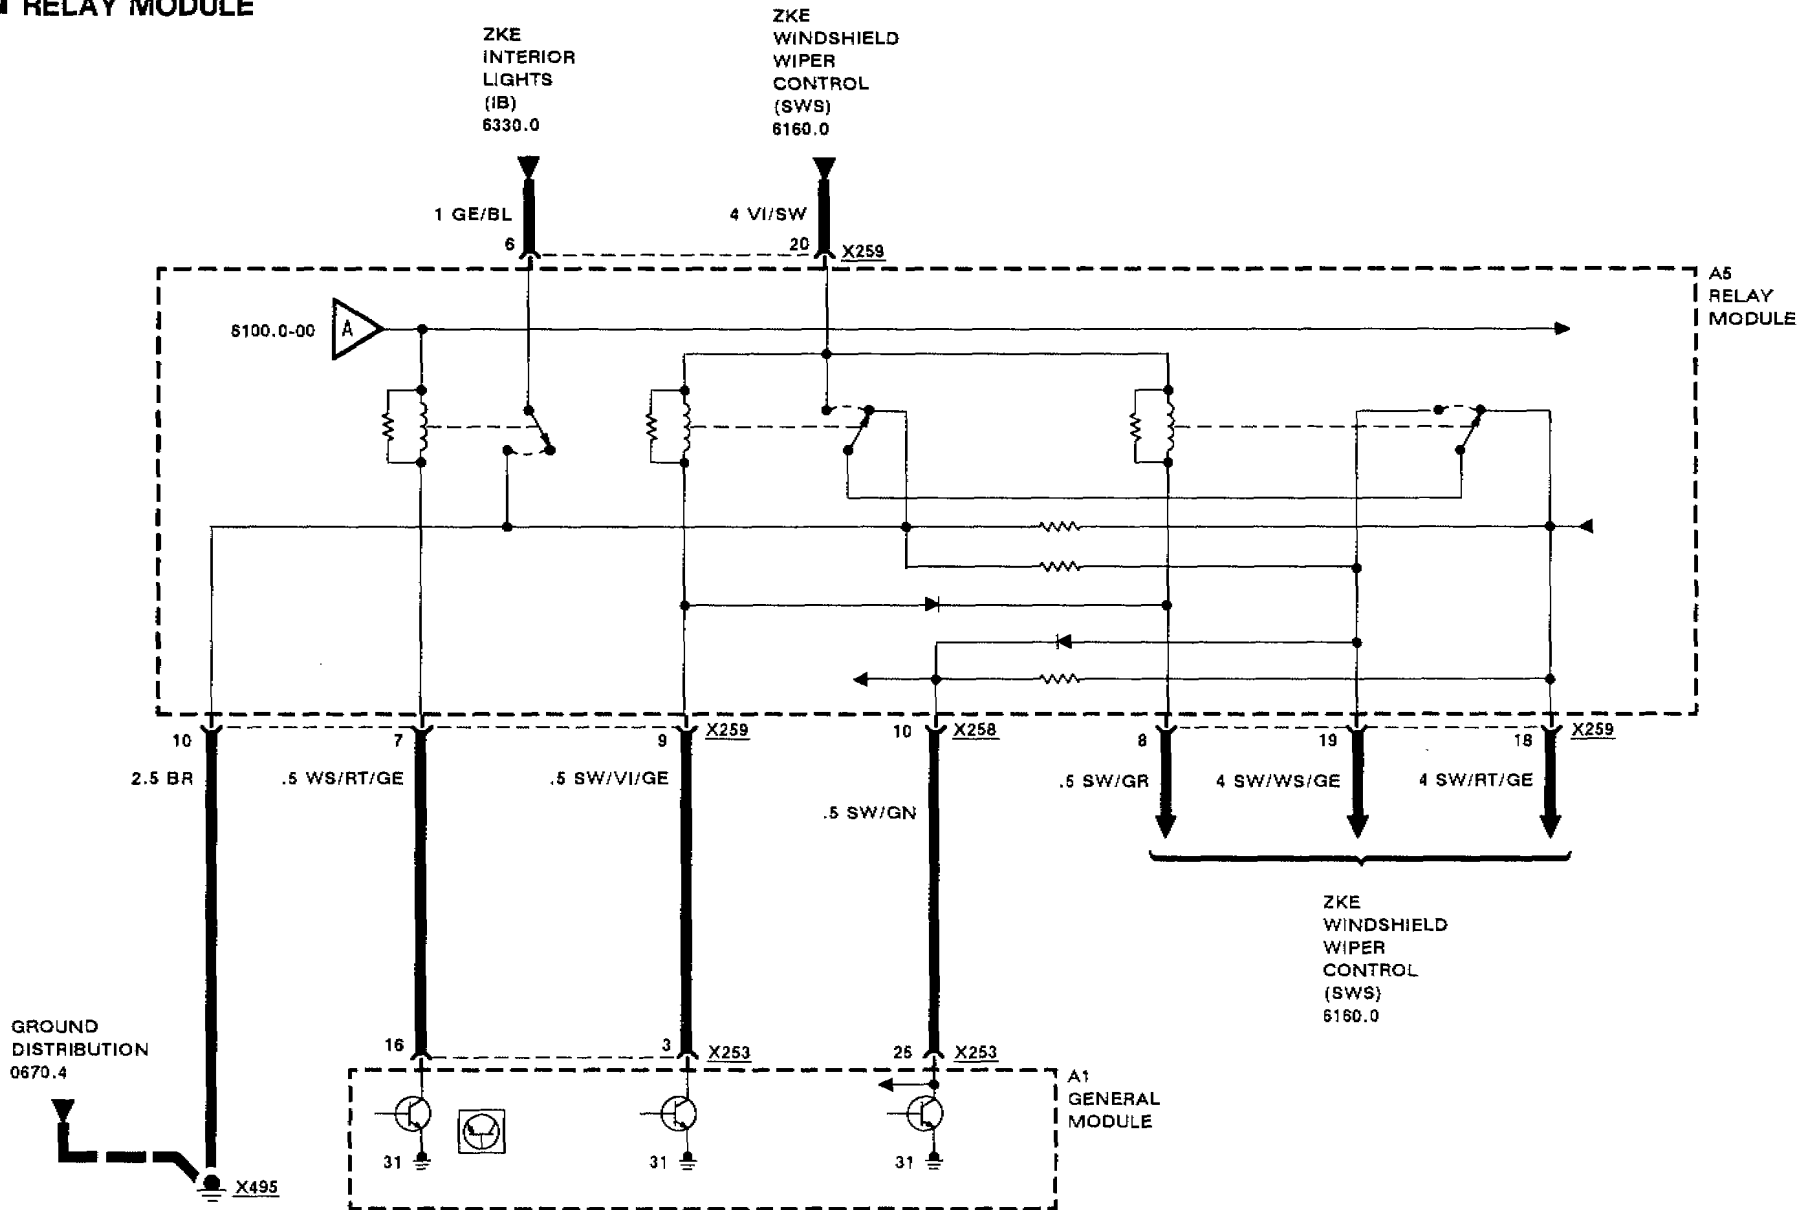 RELAY MODULE
ZKE
INTERIOR
LIGHTS
(IB)
6330.0
ZKE
WINDSHIELD
WIPER
CONTROL
(SWS)
6160.0
1 GE/BL
4 VI/SW
6
20
X259
A5
RELAY
MODULE
6100.0-00
A
10
7
9
X259
10
X258
8
19
18
X259
2.5 BR
.5 WS/RT/GE
.5 SW/VI/GE
.5 SW/GN
.5 SW/GR
4 SW/WS/GE
4 SW/RT/GE
ZKE
WINDSHIELD
WIPER
CONTROL
(SWS)
6160.0
GROUND
DISTRIBUTION
0670.4
16
3
X253
25
X253
A1
GENERAL
MODULE
31
31
31
X495